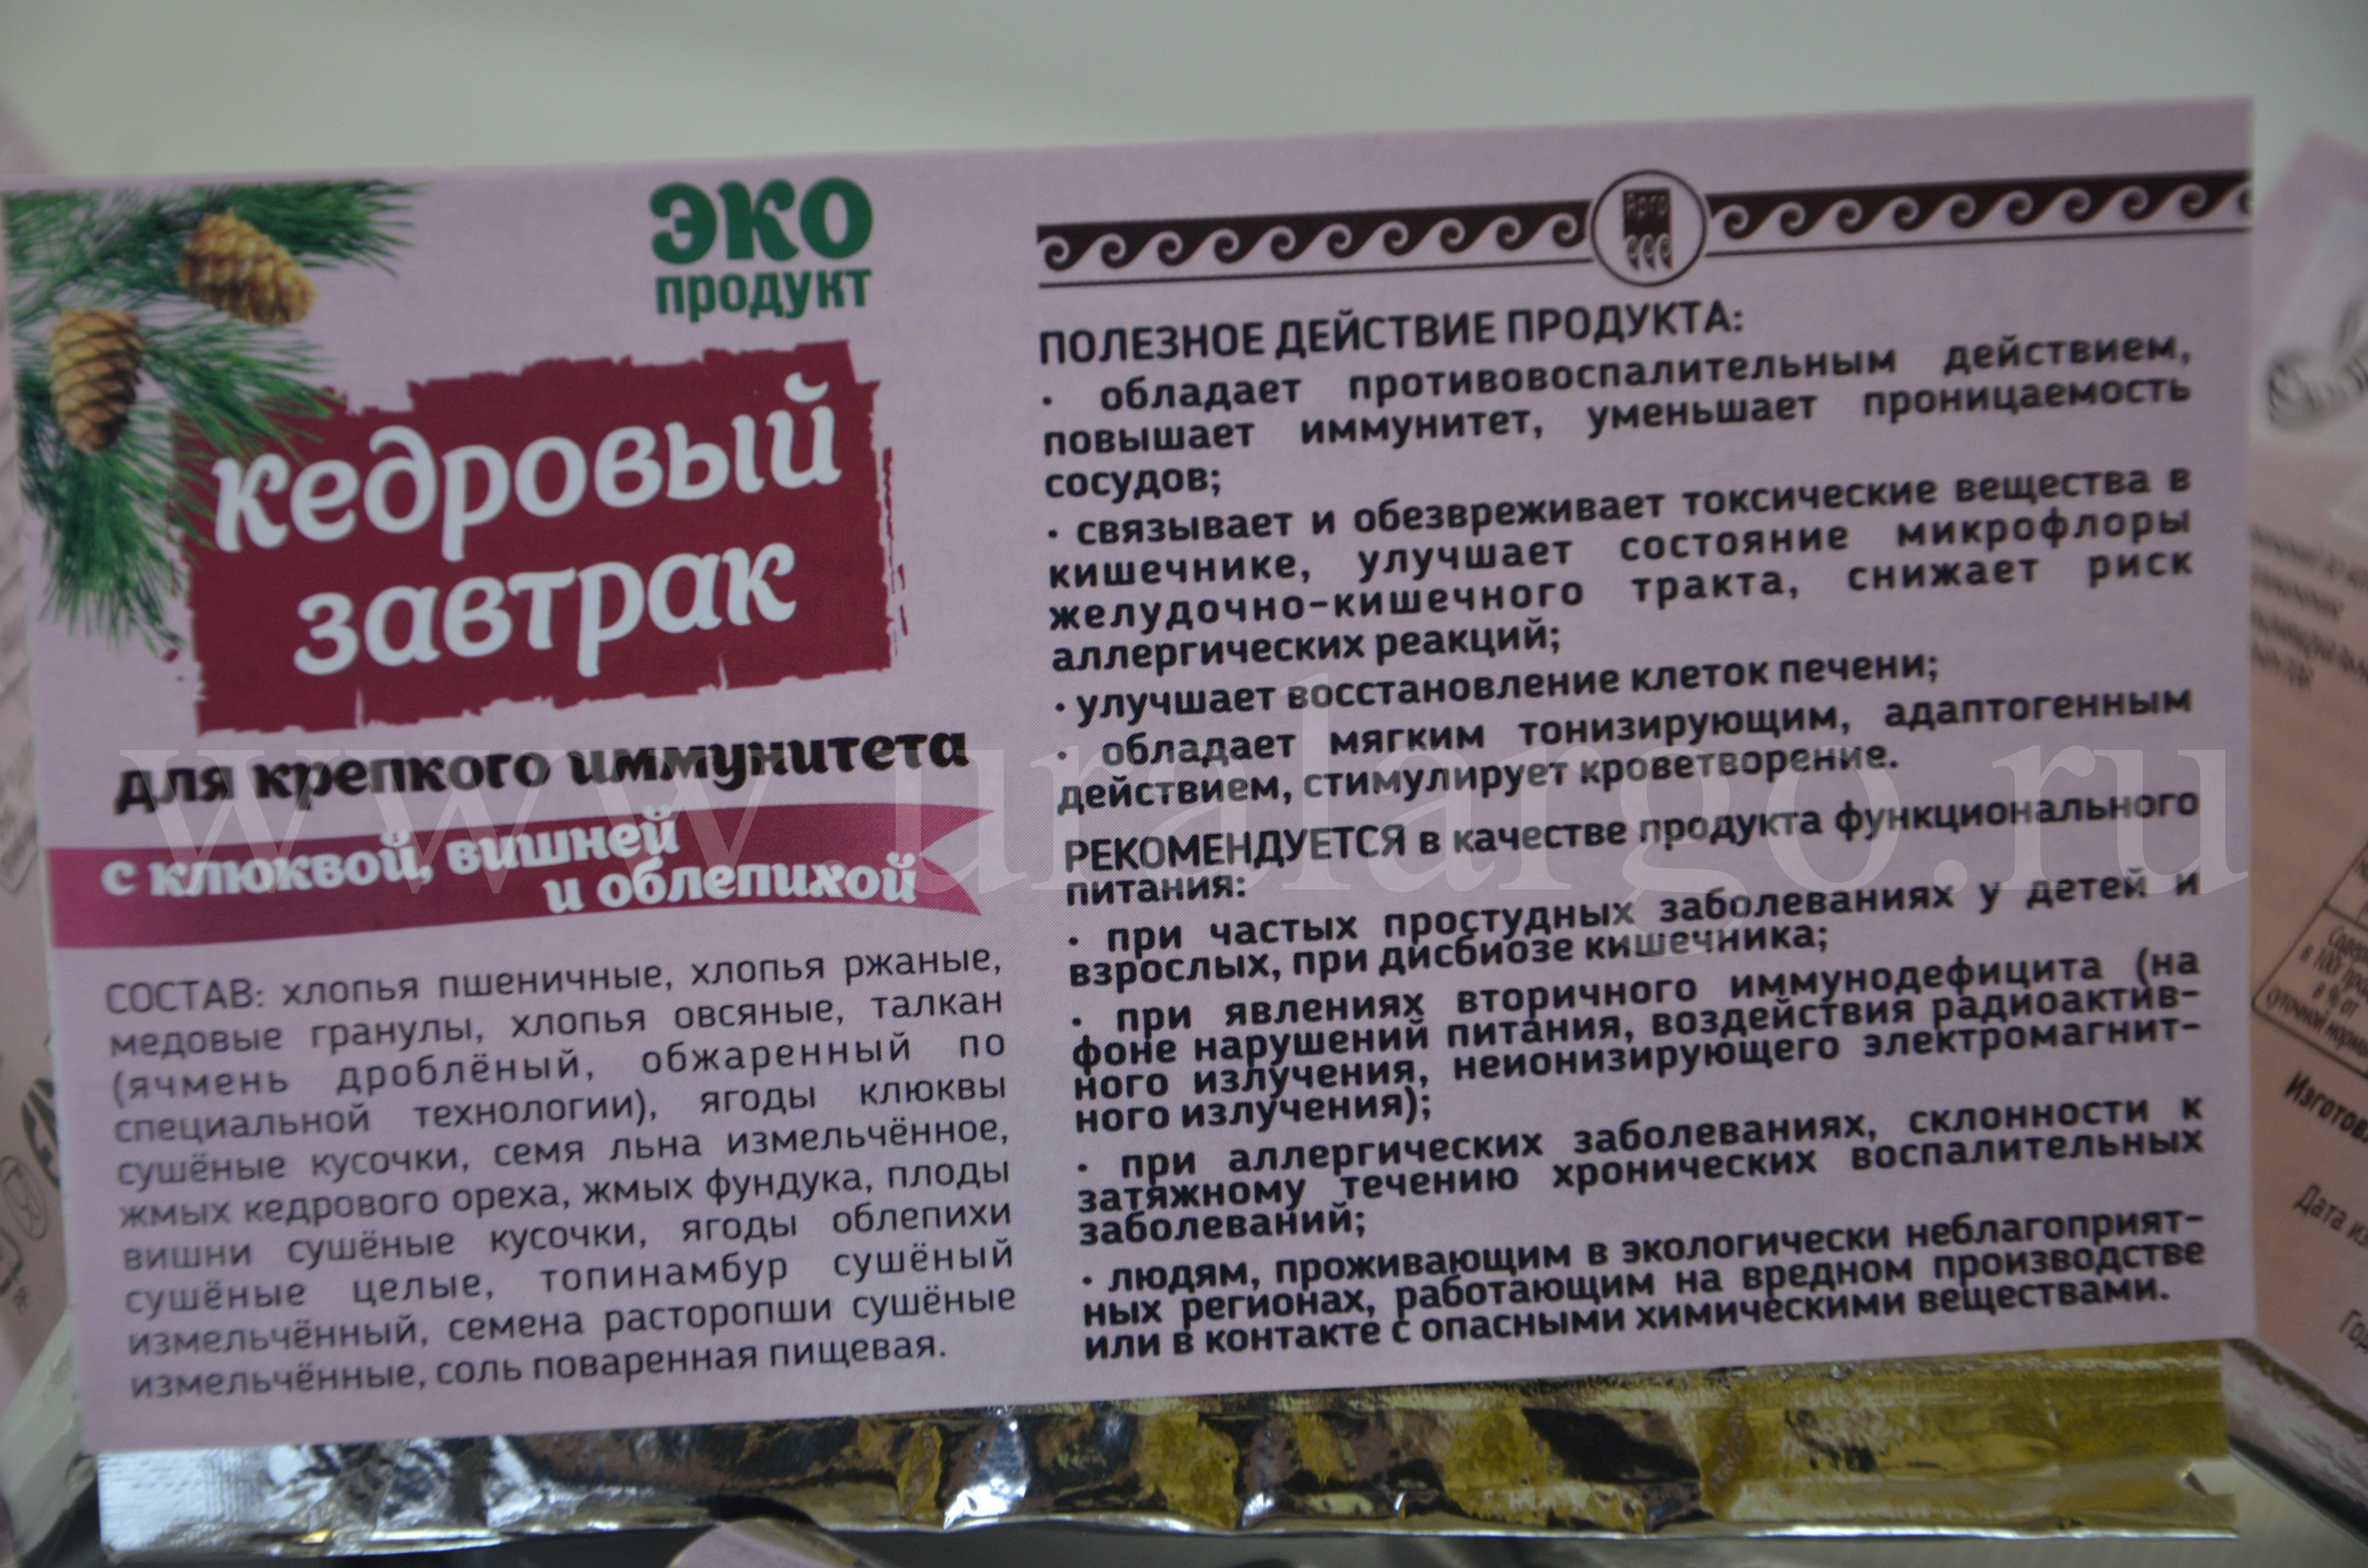 ЭКО
продукт
кедровый
завтрак
для крепкого иммунитета
с клюквой, вишней
и облепихой
СОСТАВ: хлопья пшеничные, хлопья ржаные,
медовые гранулы, хлопья овсяные, талкан
(ячмень дроблёный, обжаренный по
специальной технологии), ягоды клюквы
сушёные кусочки, семя льна измельчённое,
жмых кедрового ореха, жмых фундука, плоды
вишни сушёные кусочки, ягоды облепихи
сушёные целые, топинамбур сушёный
измельчённый, семена расторопши сушёные
измельчённые, соль поваренная пищевая.
Арго
ПОЛЕЗНОЕ ДЕЙСТВИЕ ПРОДУКТА:
· обладает противовоспалительным действием,
повышает иммунитет, уменьшает проницаемость
сосудов;
· связывает и обезвреживает токсические вещества в
кишечнике, улучшает состояние микрофлоры
желудочно-кишечного тракта, снижает риск
аллергических реакций;
· улучшает восстановление клеток печени;
· обладает мягким тонизирующим, адаптогенным
действием, стимулирует кроветворение.
РЕКОМЕНДУЕТСЯ в качестве продукта функционального
питания:
· при частых простудных заболеваниях у детей и
взрослых, при дисбиозе кишечника;
· при явлениях вторичного иммунодефицита (на
фоне нарушений питания, воздействия радиоактив-
ного излучения, неионизирующего электромагнит-
ного излучения);
· при аллергических заболеваниях, склонности к
затяжному течению хронических воспалительных
заболеваний;
· людям, проживающим в экологически неблагоприят-
ных регионах, работающим на вредном производстве
или в контакте с опасными химическими веществами.
www.uralargo.ru
в % от
Дата из